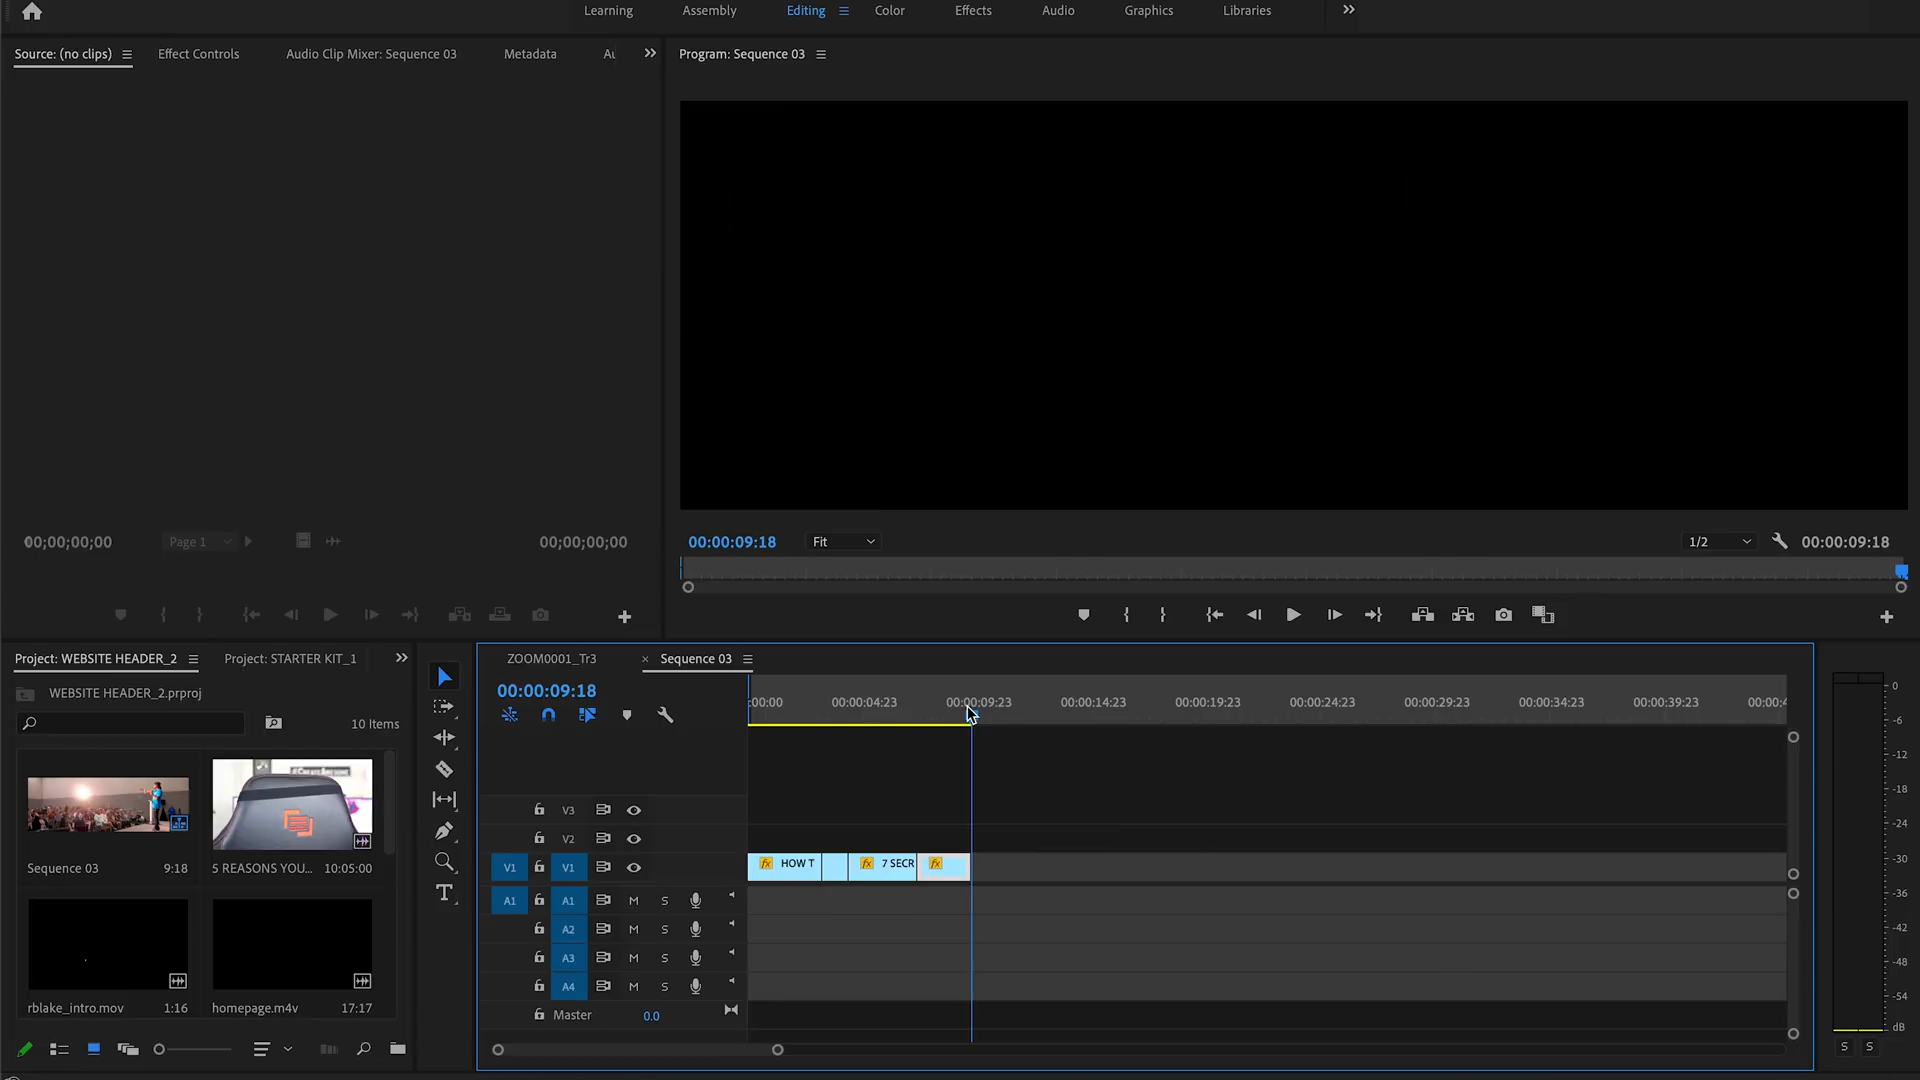 Learning Assembly Editing Color Effects Audio Graphics Libraries
Source: (no clips) Effect Controls Audio Clip Mixer: Sequence 03 Metadata Au
Program: Sequence 03
00;00;00;00 Page 1 00;00;00;00
00:00:09:18 Fit 1/2 00:00:09:18
Project: WEBSITE HEADER_2 Project: STARTER KIT_1
WEBSITE HEADER_2.prproj
10 Items
Sequence 03 9:18
5 REASONS YOU... 10:05:00
rblake_intro.mov 1:16
homepage.m4v 17:17
ZOOM0001_Tr3 × Sequence 03
00:00:09:18
:00:00 00:00:04:23 00:00:09:23 00:00:14:23 00:00:19:23 00:00:24:23 00:00:29:23 00:00:34:23 00:00:39:23 00:00:4
V3
V2
V1 V1 fx HOW T fx 7 SECR fx
A1 A1 M S
A2 M S
A3 M S
A4 M S
Master 0.0
0
-6
-12
-18
-24
-30
-36
-42
-48
-54
dB
S S